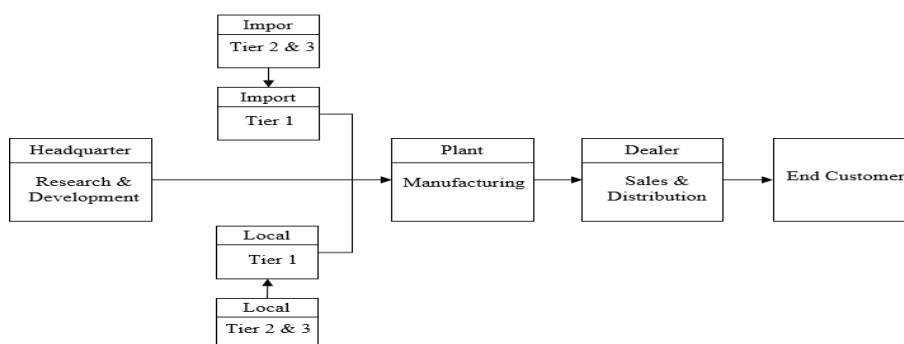 Impor
Tier 2 & 3
Import
Tier 1
Headquarter
Research &
Development
Plant
Manufacturing
Dealer
Sales &
Distribution
End Customer
Local
Tier 1
Local
Tier 2 & 3